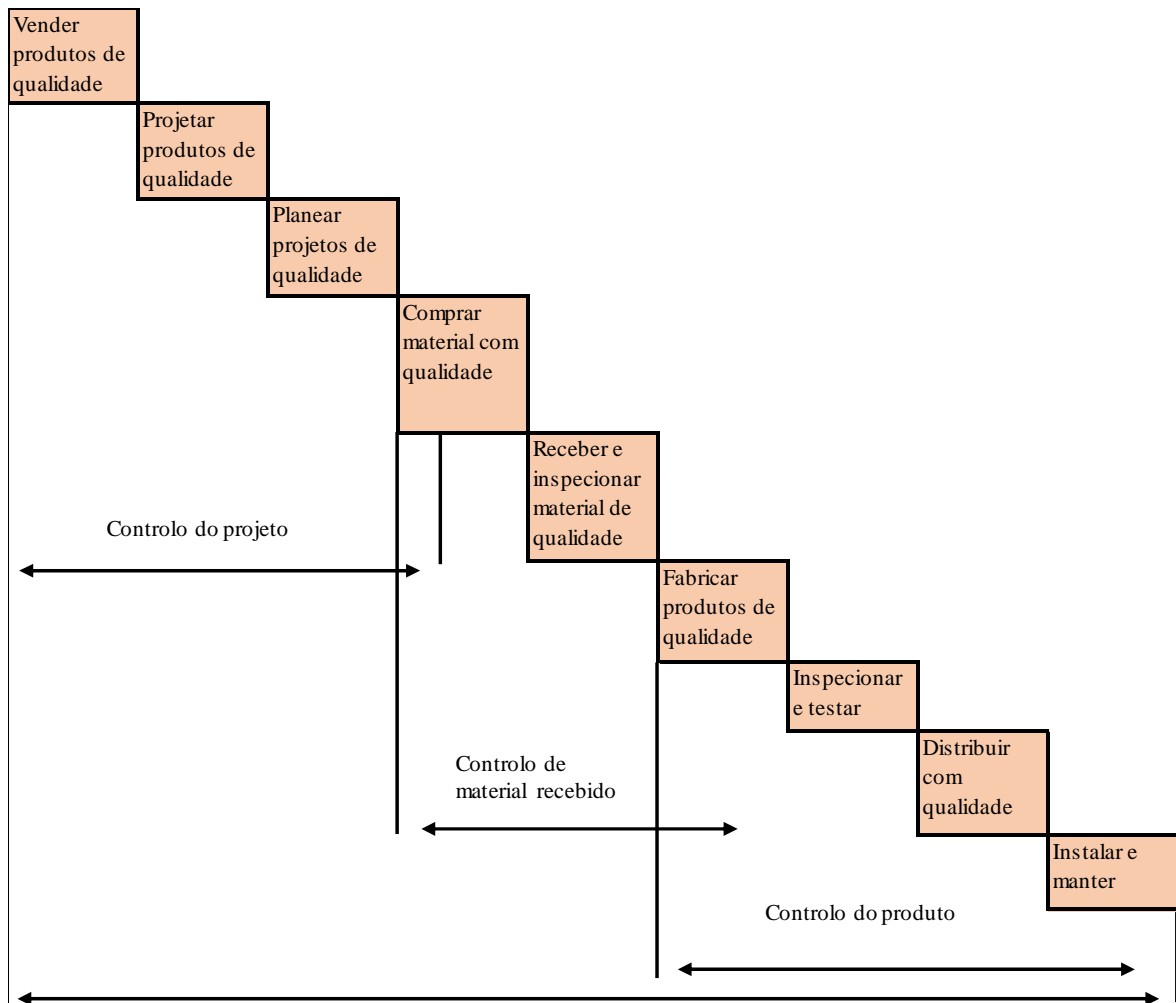 Vender
produtos de
qualidade
Projetar
produtos de
qualidade
Planear
projetos de
qualidade
Comprar
material com
qualidade
Receber e
inspecionar
material de
qualidade
Controlo do projeto
Fabricar
produtos de
qualidade
Inspecionar
e testar
Distribuir
com
qualidade
Controlo de
material recebido
Instalar e
manter
Controlo do produto